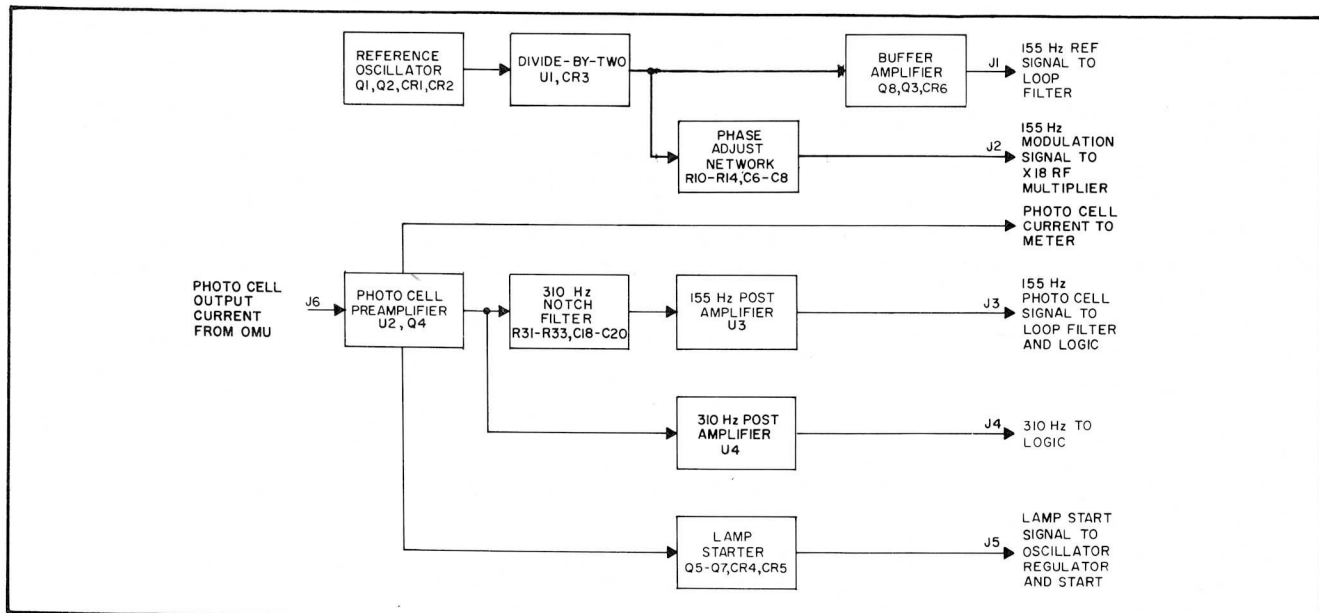 REFERENCE
OSCILLATOR
Q1,Q2,CR1,CR2
DIVIDE-BY-TWO
U1,CR3
BUFFER
AMPLIFIER
Q8,Q3,CR6
J1
155 Hz REF
SIGNAL TO
LOOP
FILTER
PHASE
ADJUST
NETWORK
R10-R14,C6-C8
J2
155 Hz
MODULATION
SIGNAL TO
X18 RF
MULTIPLIER
PHOTO CELL
CURRENT TO
METER
PHOTO CELL
OUTPUT
CURRENT
FROM OMU
J6
PHOTO CELL
PREAMPLIFIER
U2, Q4
310 Hz
NOTCH
FILTER
R31-R33,C18-C20
155 Hz POST
AMPLIFIER
U3
J3
155 Hz
PHOTO CELL
SIGNAL TO
LOOP FILTER
AND LOGIC
310 Hz POST
AMPLIFIER
U4
J4
310 Hz TO
LOGIC
LAMP
STARTER
Q5-Q7,CR4,CR5
J5
LAMP START
SIGNAL TO
OSCILLATOR
REGULATOR
AND START